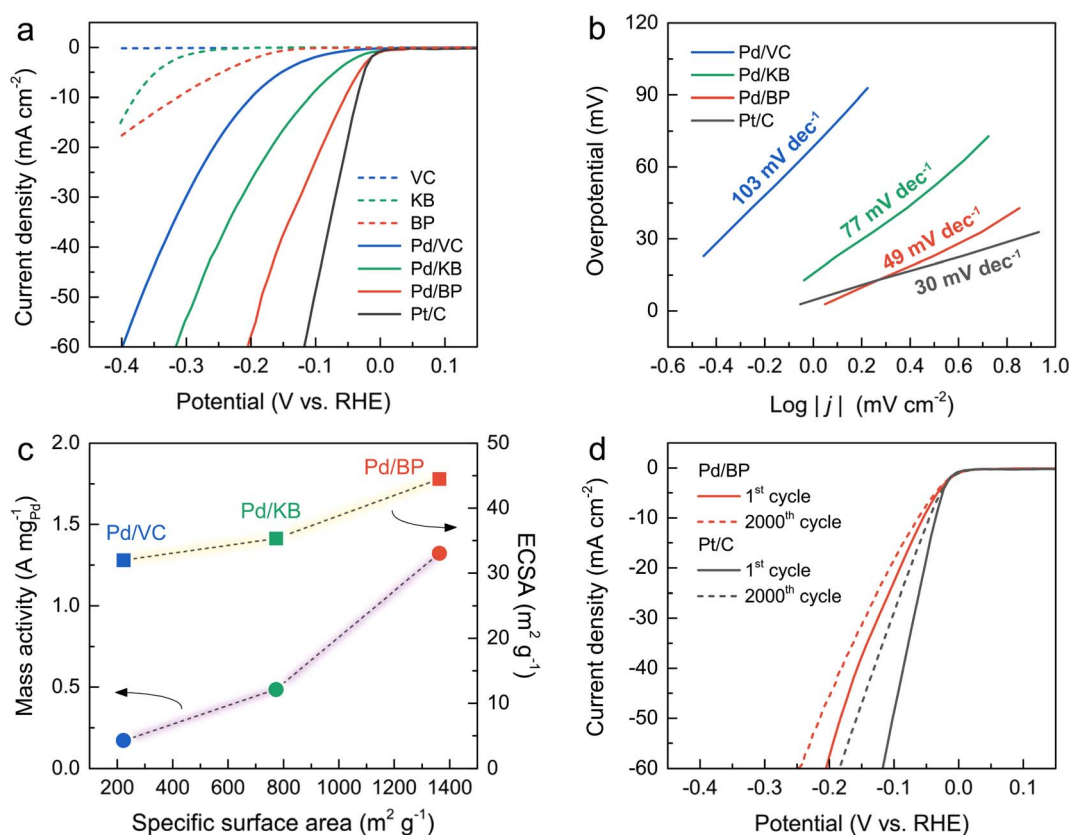 a
0
-10
-20
-30
-40
-50
-60
Current density (mA cm-2)
VC
KB
BP
Pd/VC
Pd/KB
Pd/BP
Pt/C
-0.4 -0.3 -0.2 -0.1 0.0 0.1
Potential (V vs. RHE)
b
120
90
60
30
0
Overpotential (mV)
Pd/VC
Pd/KB
Pd/BP
Pt/C
103 mV dec-1
77 mV dec-1
49 mV dec-1
30 mV dec-1
-0.6 -0.4 -0.2 0.0 0.2 0.4 0.6 0.8 1.0
Log | j | (mV cm-2)
c
2.0
1.5
1.0
0.5
0.0
Mass activity (A mg-1Pd)
Pd/VC
Pd/KB
Pd/BP
50
40
30
20
10
0
ECSA (m2 g-1)
0 200 400 600 800 1000 1200 1400
Specific surface area (m2 g-1)
d
0
-10
-20
-30
-40
-50
-60
Current density (mA cm-2)
Pd/BP
1st cycle
2000th cycle
Pt/C
1st cycle
2000th cycle
-0.4 -0.3 -0.2 -0.1 0.0 0.1
Potential (V vs. RHE)